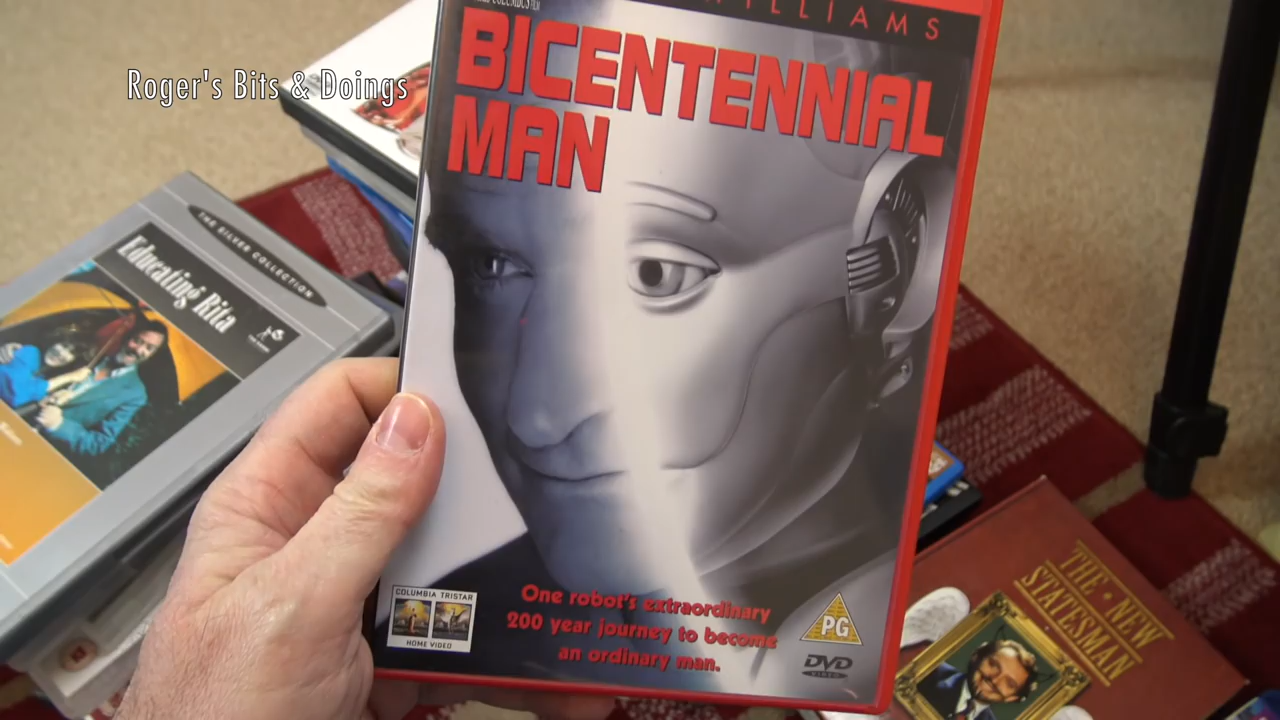 Roger's Bits & Doings
WILLIAMS
BICENTENNIAL
MAN
THE SILVER COLLECTION
Educating Rita
One robot's extraordinary
200 year journey to become
an ordinary man.
COLUMBIA TRISTAR
HOME VIDEO
PG
DVD
VIDEO
THE NEW
STATESMAN